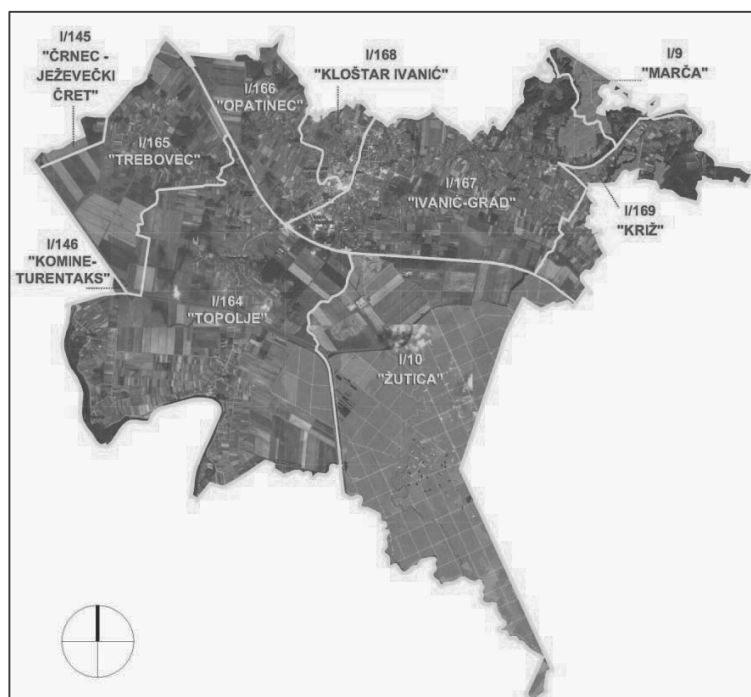 I/145
"ČRNEC -
JEŽEVEČKI
ČRET"
I/166
"OPATINEC"
I/168
"KLOŠTAR IVANIĆ"
I/9
"MARČA"
I/165
"TREBOVEC"
I/167
"IVANIĆ-GRAD"
I/169
"KRIŽ"
I/146
"KOMINE-
TURENTAKS"
I/164
"TOPOLJE"
I/10
"ŽUTICA"